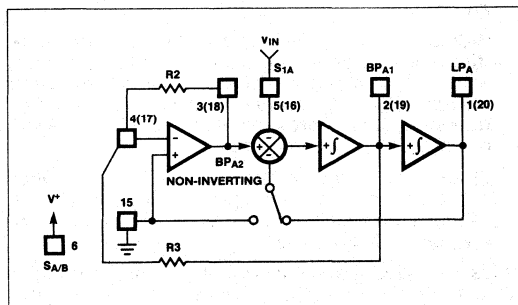 VIN
S1A
BPA1
LPA
R2
3(18)
5(16)
2(19)
1(20)
4(17)
−
+
BPA2
+
−
−
+∫
+∫
NON-INVERTING
V+
15
6
SA/B
R3